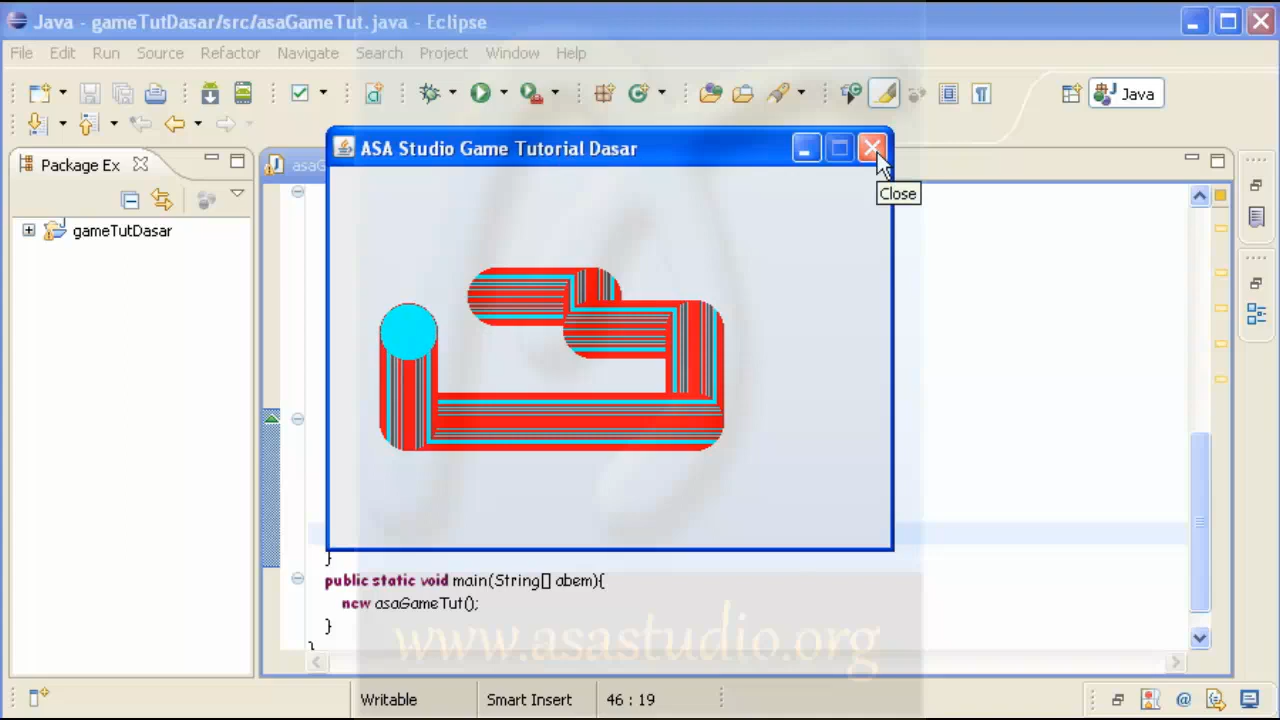 Java - gameTutDasar/src/asaGameTut.java - Eclipse
File Edit Run Source Refactor Navigate Search Project Window Help
Java
Package Ex
asaG
gameTutDasar
ASA Studio Game Tutorial Dasar
Close
}
public static void main(String[] abem){
new asaGameTut();
}
www.asastudio.org
Writable
Smart Insert
46 : 19